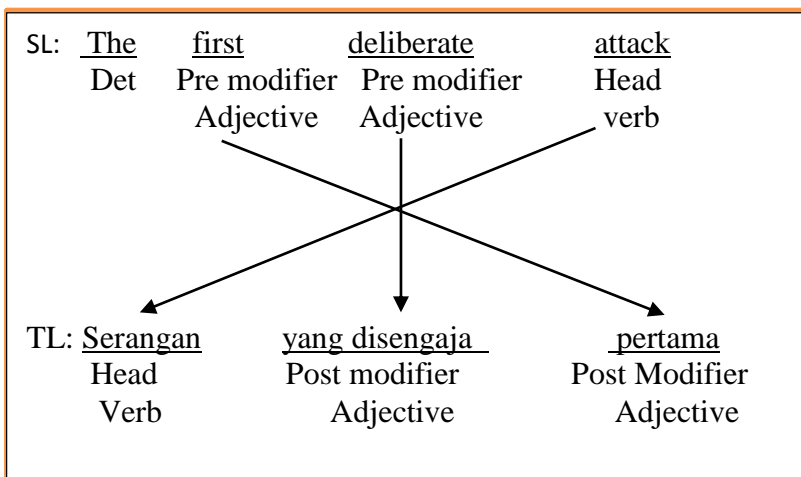 SL: The first deliberate attack
Det Pre modifier Pre modifier Head
Adjective Adjective verb
TL: Serangan yang disengaja pertama
Head Post modifier Post Modifier
Verb Adjective Adjective